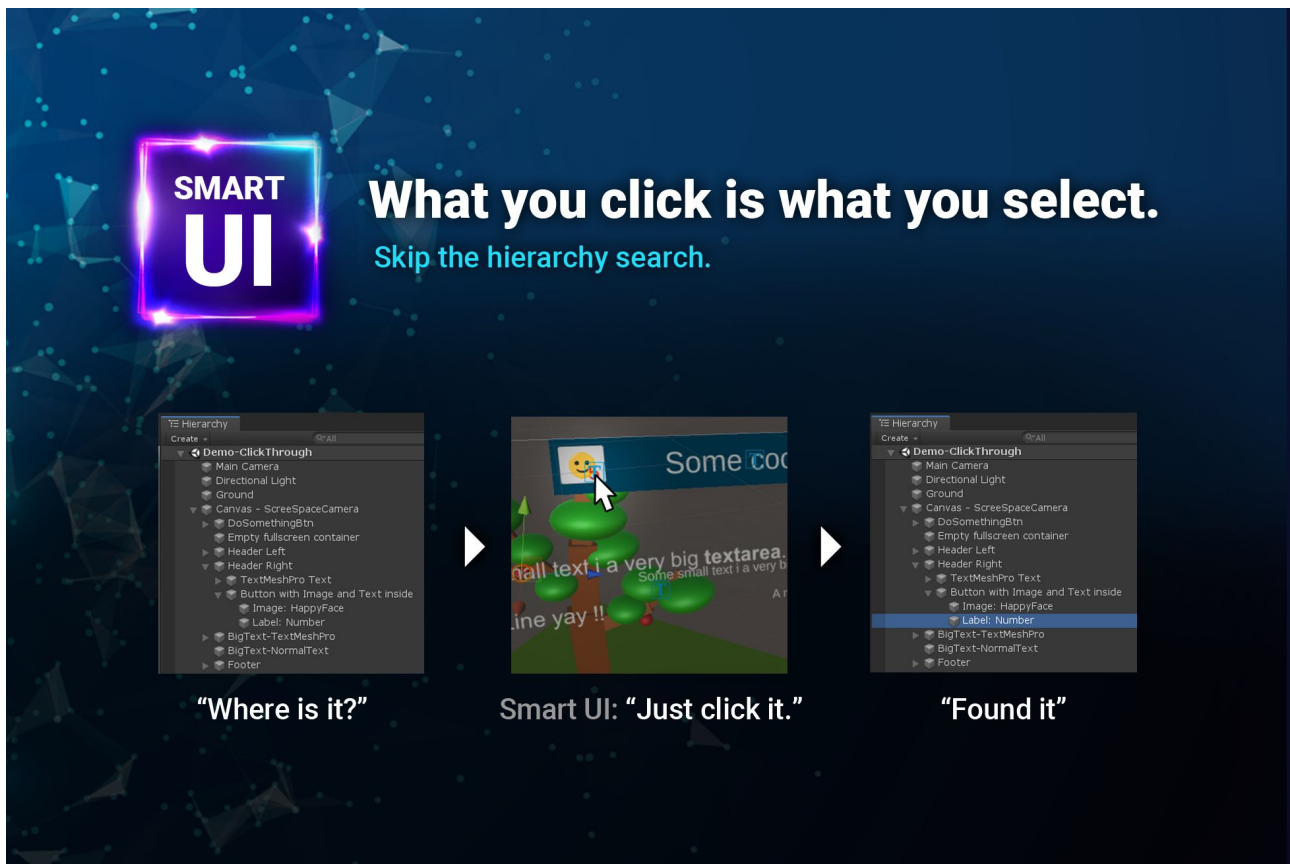 SMART
UI
What you click is what you select.
Skip the hierarchy search.
Hierarchy
Create
All
Demo-ClickThrough
Main Camera
Directional Light
Ground
Canvas - ScreeSpaceCamera
DoSomethingBtn
Empty fullscreen container
Header Left
Header Right
TextMeshPro Text
Button with Image and Text inside
Image: HappyFace
Label: Number
BigText-TextMeshPro
BigText-NormalText
Footer
“Where is it?”
Some coo
T
mall text i a very big textarea.
Some small text i a very b
T
Line yay !!
Smart UI: “Just click it.”
Hierarchy
Create
All
Demo-ClickThrough
Main Camera
Directional Light
Ground
Canvas - ScreeSpaceCamera
DoSomethingBtn
Empty fullscreen container
Header Left
Header Right
TextMeshPro Text
Button with Image and Text inside
Image: HappyFace
Label: Number
BigText-TextMeshPro
BigText-NormalText
Footer
“Found it”